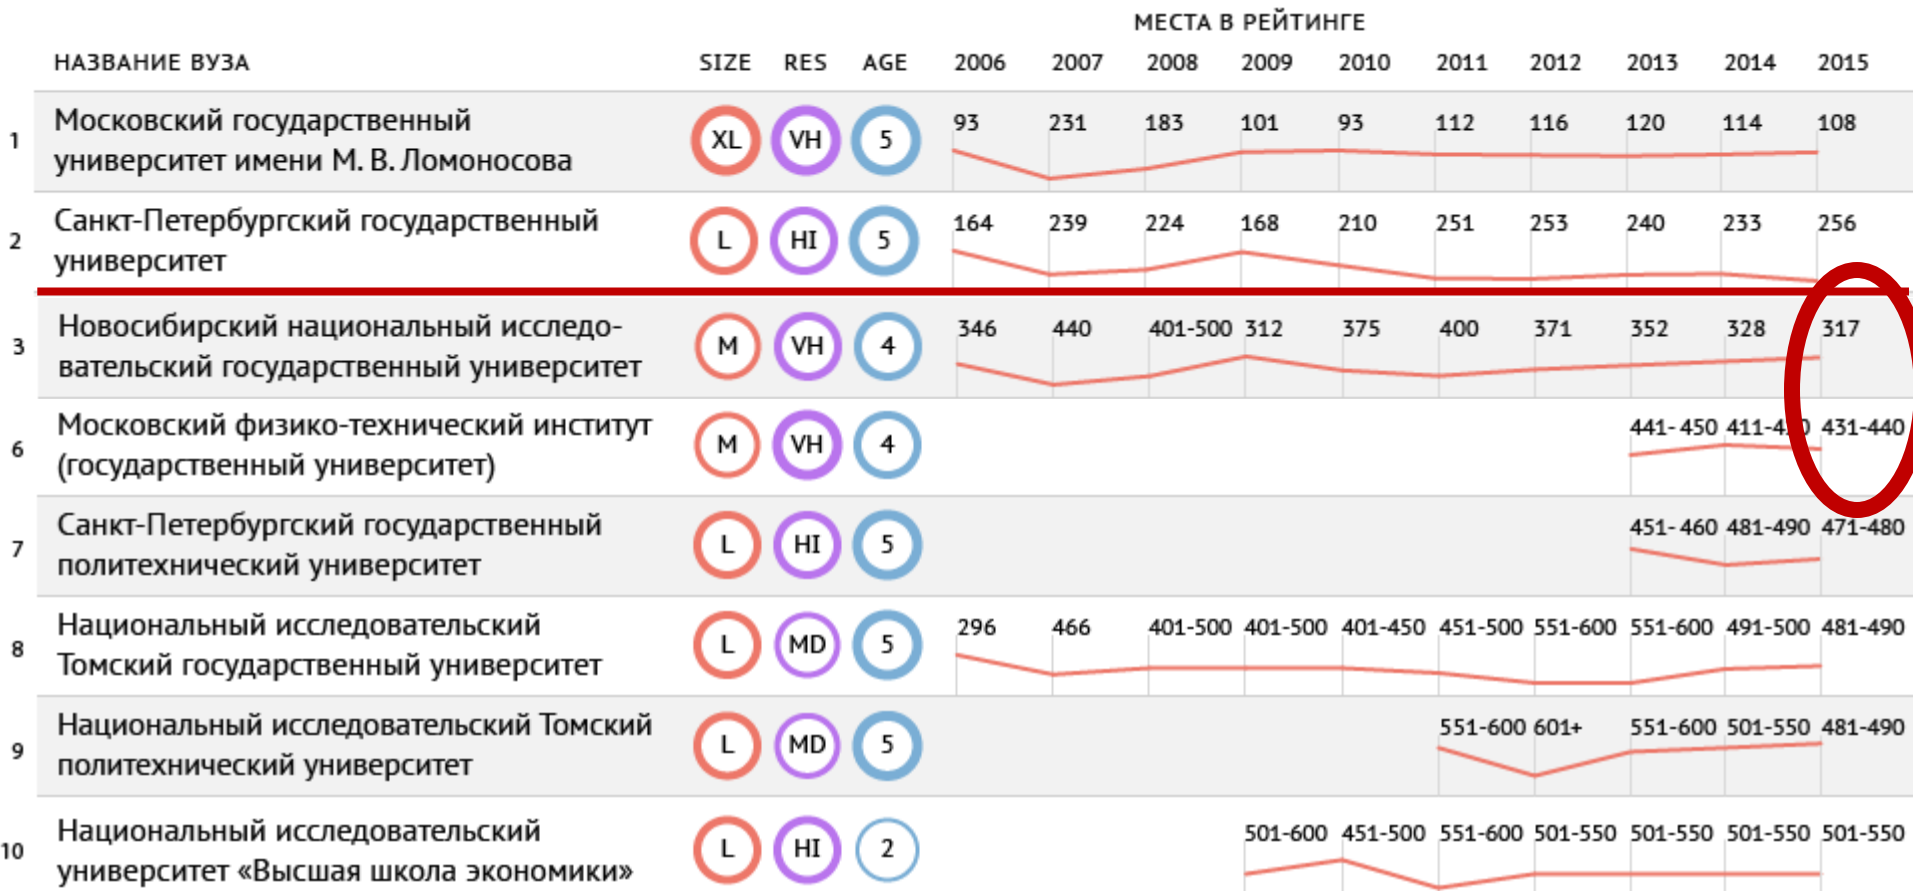 МЕСТА В РЕЙТИНГЕ
НАЗВАНИЕ ВУЗА SIZE RES AGE 2006 2007 2008 2009 2010 2011 2012 2013 2014 2015
1 Московский государственный
университет имени М. В. Ломоносова XL VH 5 93 231 183 101 93 112 116 120 114 108
2 Санкт-Петербургский государственный
университет L HI 5 164 239 224 168 210 251 253 240 233 256
3 Новосибирский национальный исследо-
вательский государственный университет M VH 4 346 440 401-500 312 375 400 371 352 328 317
6 Московский физико-технический институт
(государственный университет) M VH 4 441-450 431-440
7 Санкт-Петербургский государственный
политехнический университет L HI 5 451-460 481-490 471-480
8 Национальный исследовательский
Томский государственный университет L MD 5 296 466 401-500 401-500 401-450 451-500 551-600 551-600 491-500 481-490
9 Национальный исследовательский Томский
политехнический университет L MD 5 551-600 601+ 551-600 501-550 481-490
10 Национальный исследовательский
университет «Высшая школа экономики» L HI 2 501-600 451-500 551-600 501-550 501-550 501-550 501-550